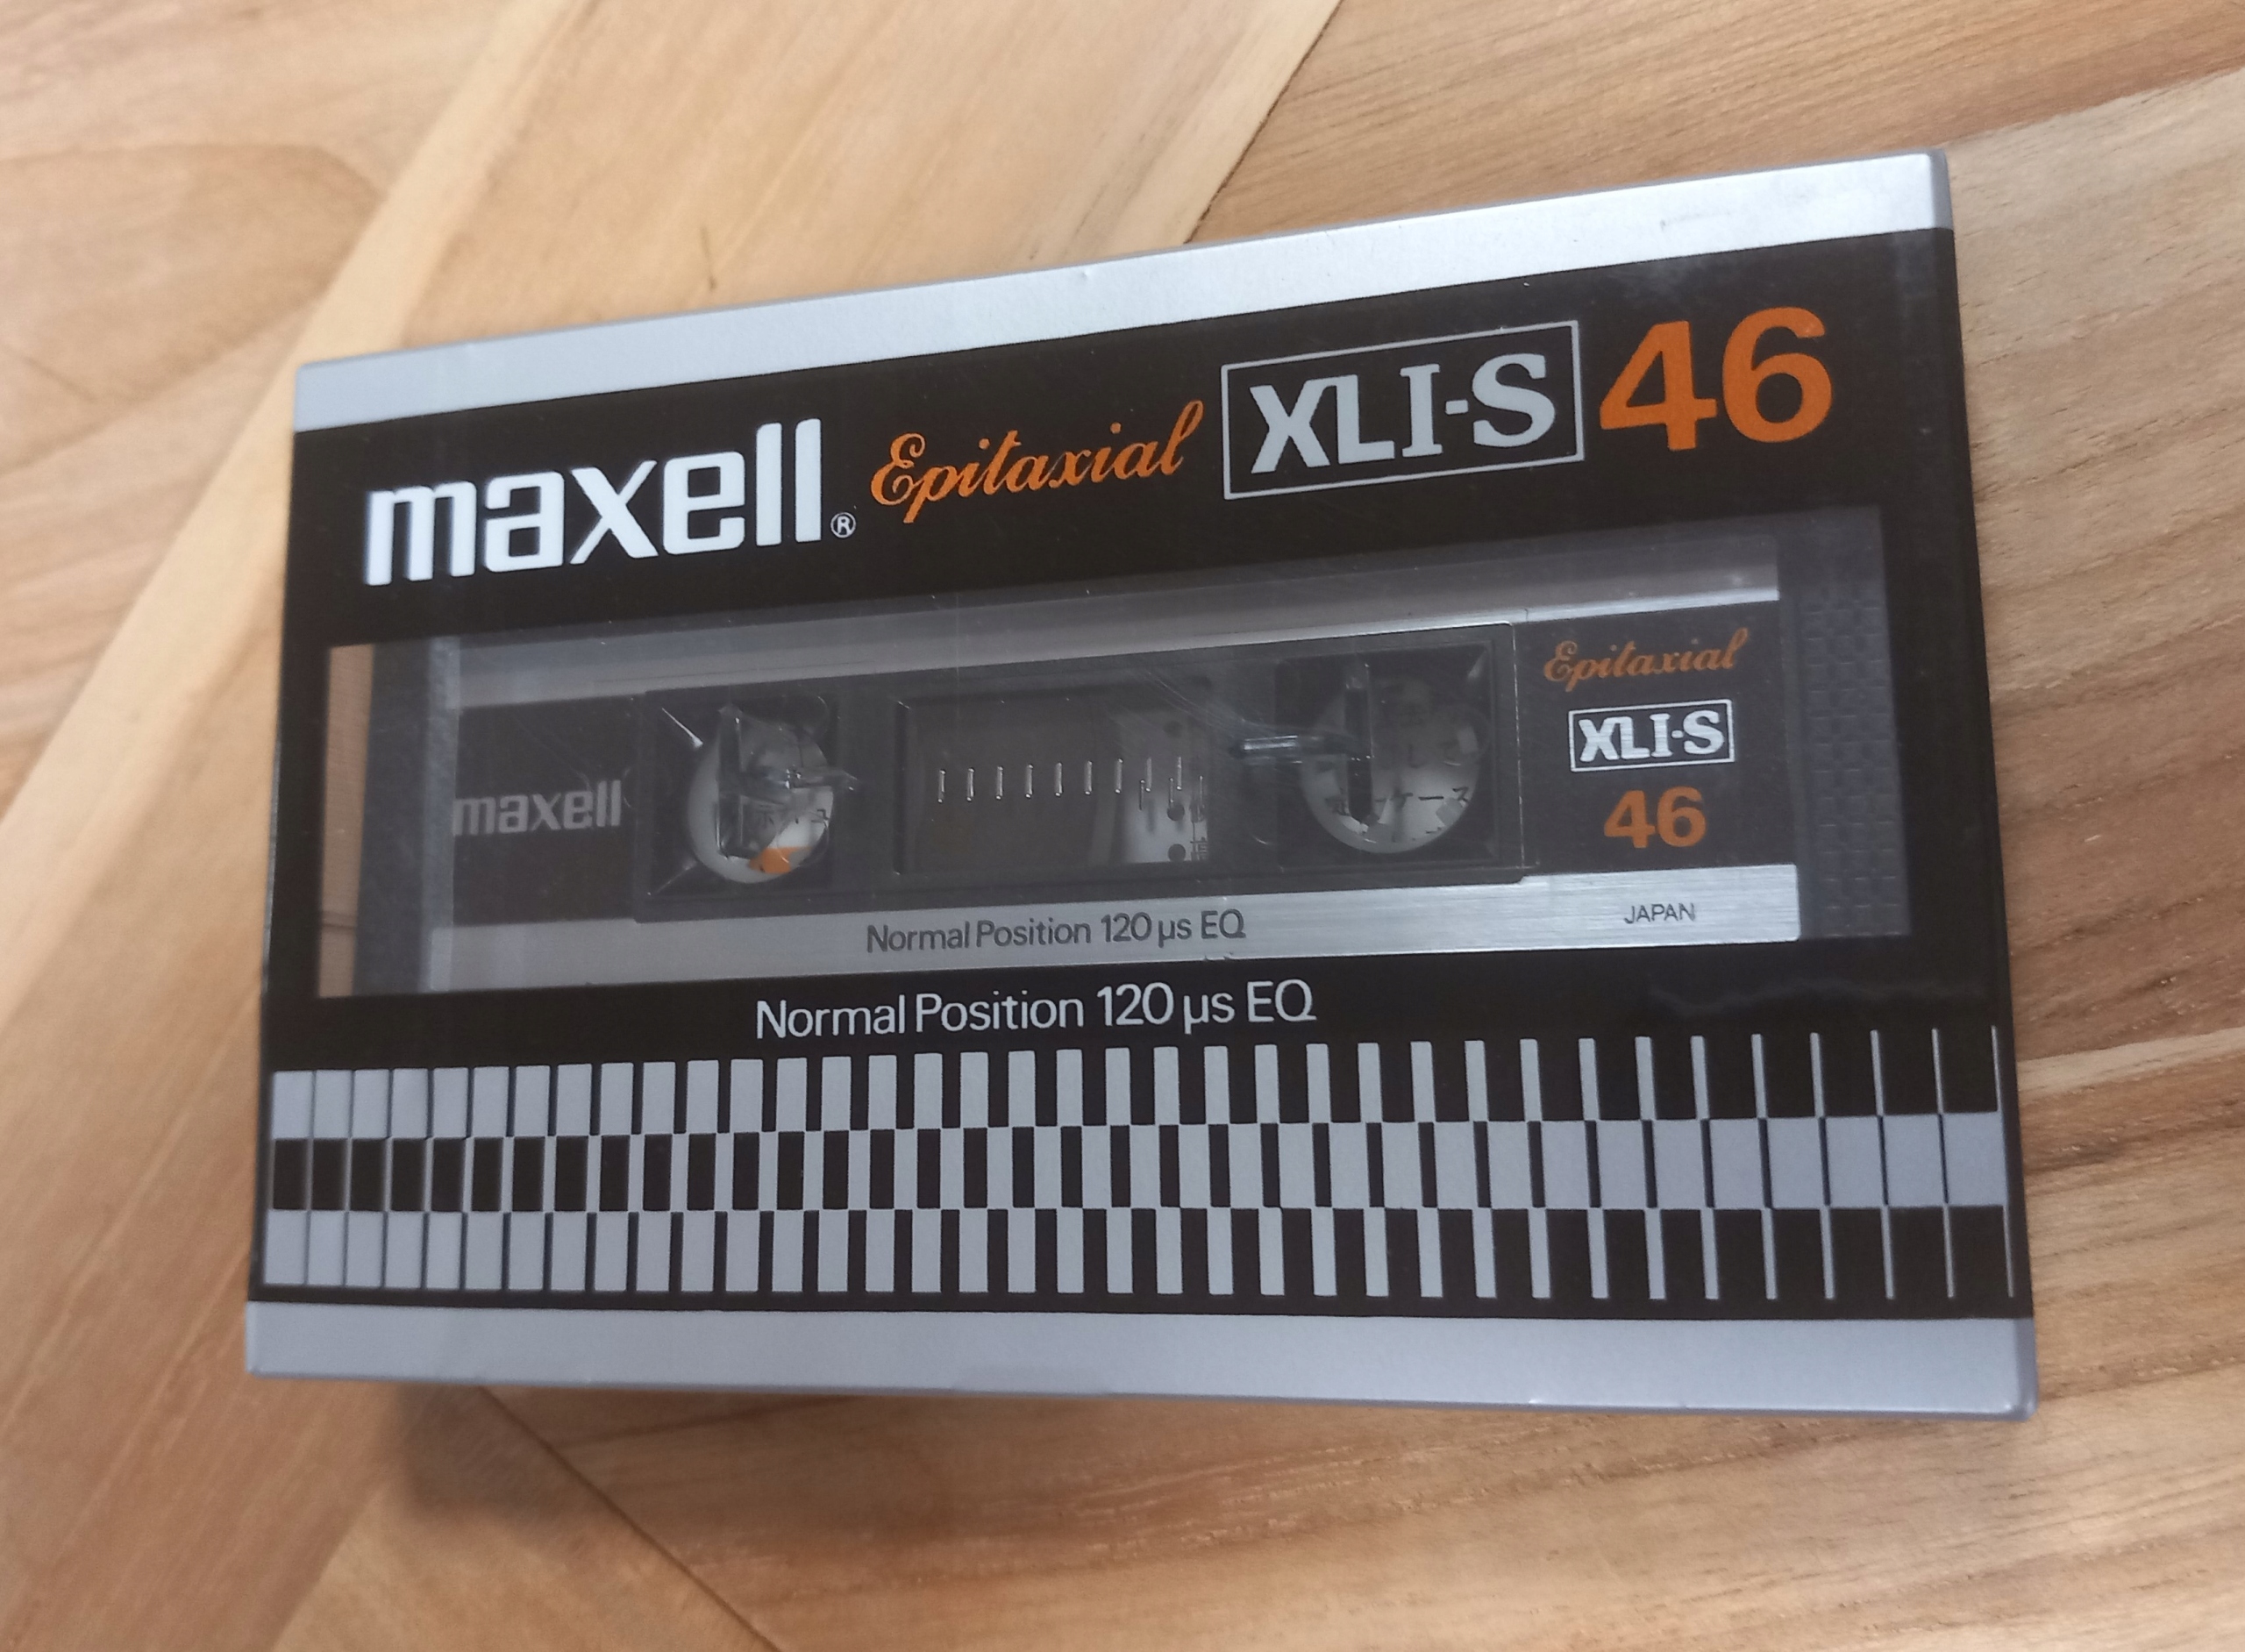 maxell® Epitaxial XLI-S 46
Epitaxial
XLI-S
maxell
46
Normal Position 120 µs EQ
JAPAN
Normal Position 120 µs EQ